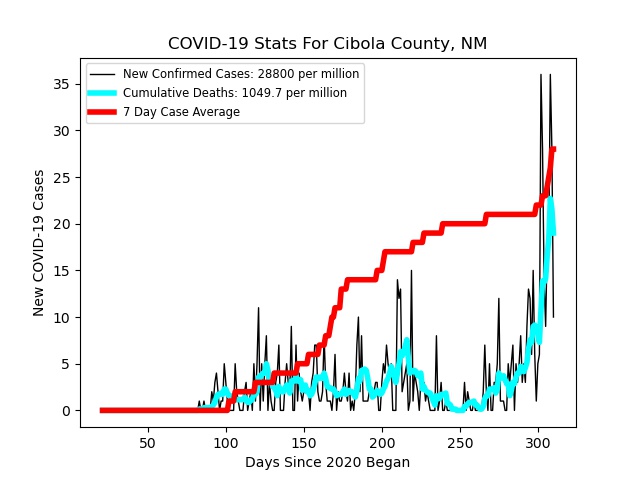 COVID-19 Stats For Cibola County, NM
New Confirmed Cases: 28800 per million
Cumulative Deaths: 1049.7 per million
7 Day Case Average
New COVID-19 Cases
35
30
25
20
15
10
5
0
50
100
150
200
250
300
Days Since 2020 Began